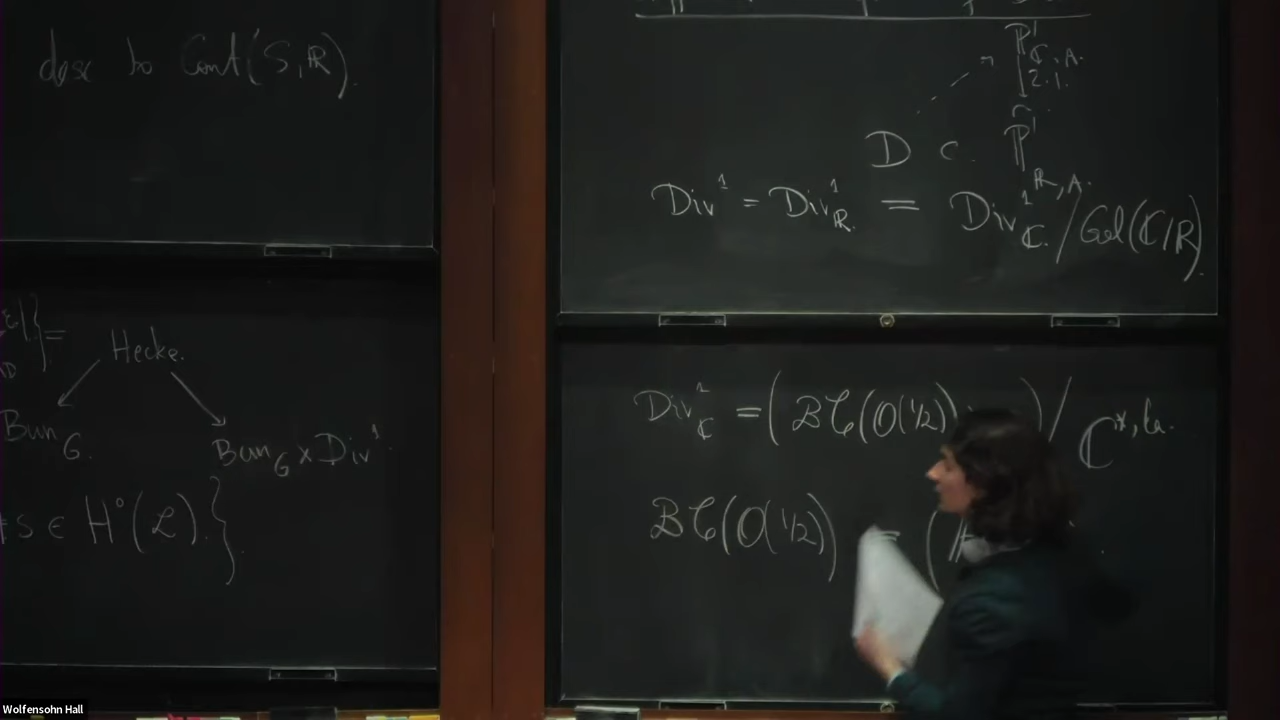 desc to Cont(S, ℝ).
Hecke.
Bun_G.
Bun_G × Div¹
s ∈ H⁰(ℒ).}
ℙ¹_{ℂ, A.}
2:1.
D ⊂ ℙ¹_{ℝ, A.}
Div¹ = Div¹_ℝ. = Div¹_ℂ. / Gal(ℂ/ℝ).
Div¹_ℂ = (BC(O(1/2)) ) / ℂ^{*, la.}
BC(O(1/2)) = (
Wolfensohn Hall